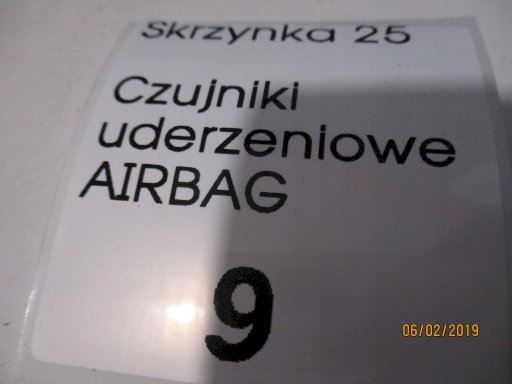 Skrzynka 25
Czujniki
uderzeniowe
AIRBAG
9
06/02/2019